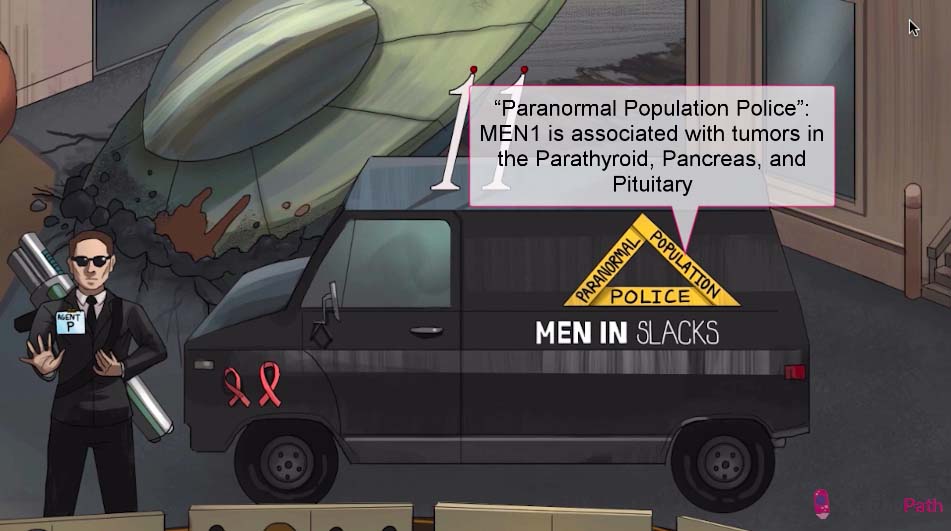 11
“Paranormal Population Police”:
MEN1 is associated with tumors in
the Parathyroid, Pancreas, and
Pituitary
PARANORMAL
POPULATION
POLICE
MEN IN SLACKS
AGENT
P
Path